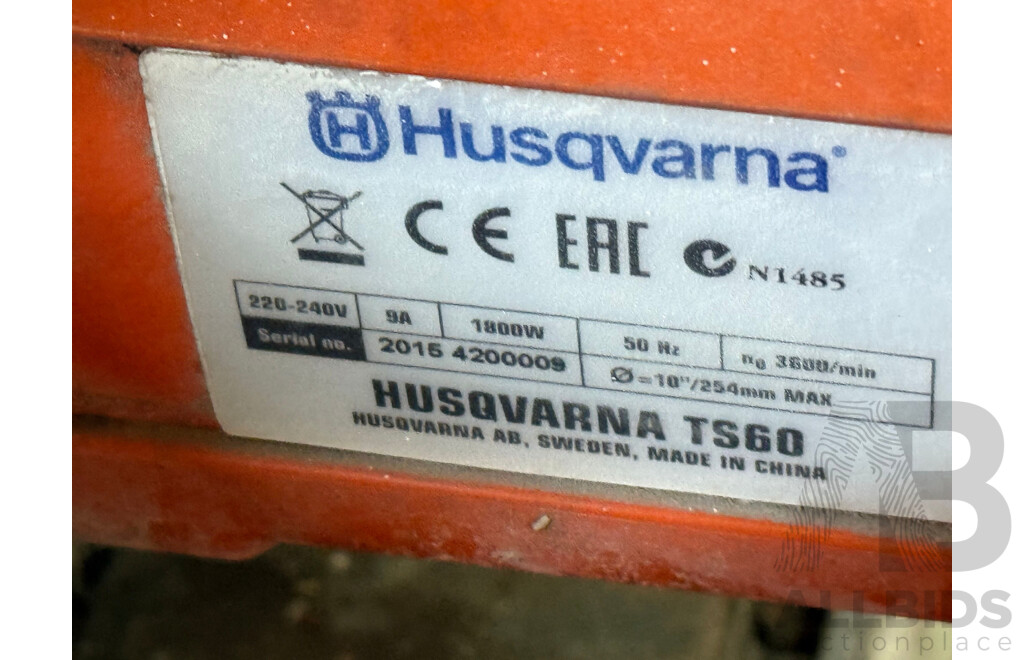 Husqvarna
CE EAC N1485
220-240V 9A 1800W 50 Hz n0 3600/min
Serial no. 2015 4200009 Ø=10"/254mm MAX
HUSQVARNA TS60
HUSQVARNA AB, SWEDEN, MADE IN CHINA
AB
ALLBIDS
auctionplace